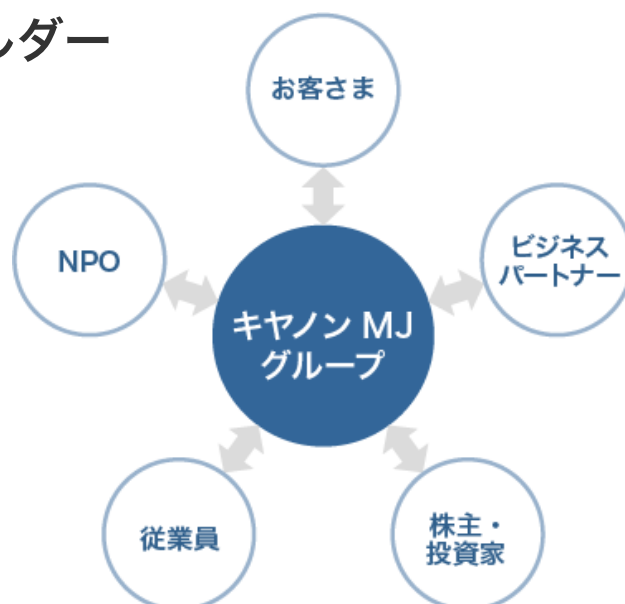 ルダー
お客さま
NPO
ビジネス
パートナー
キヤノン MJ
グループ
従業員
株主・
投資家